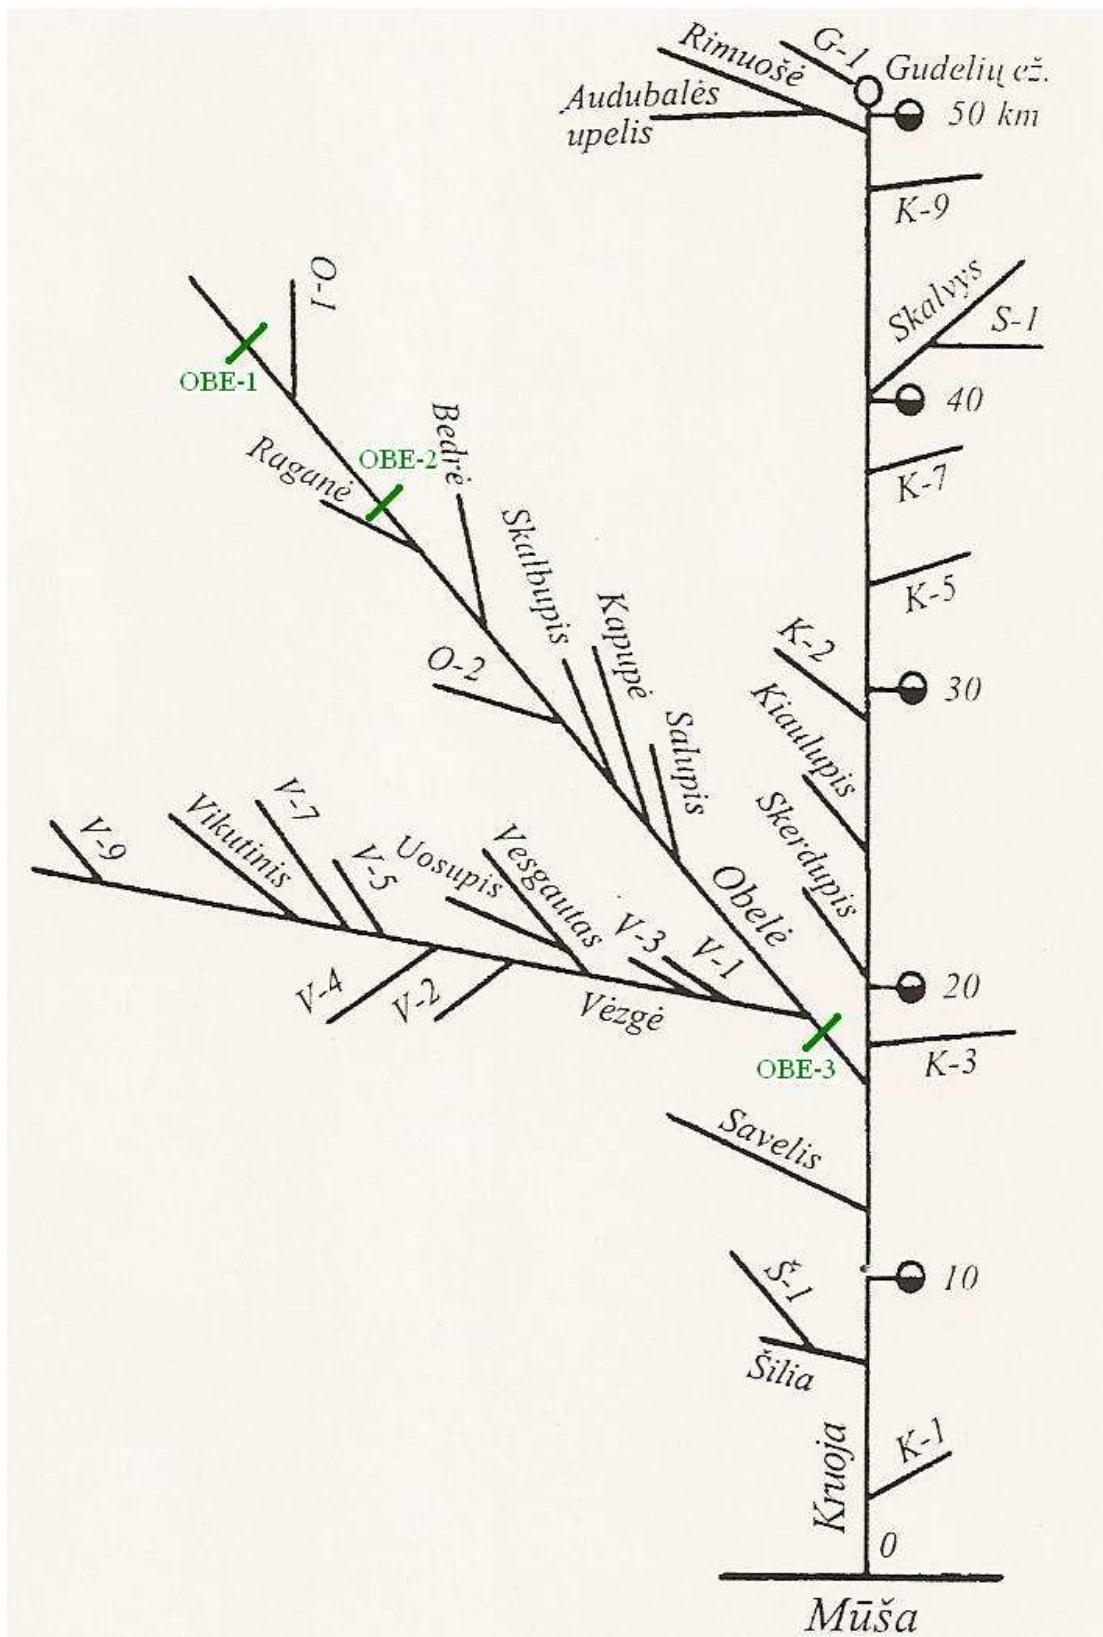 G-1
Rimuošė
Gudelių ež.
Audubalės
upelis
50 km
K-9
O-1
Skalvys
S-1
OBE-1
40
Bedrė
Raganė
OBE-2
K-7
Skalbupis
K-5
Kapupė
K-2
O-2
30
Kiaulupis
Salupis
V-7
Vikutinis
Skerdupis
V-9
V-5
Uosupis
Vesgautas
Obelė
V-3
V-1
V-4
V-2
Vėzgė
20
K-3
OBE-3
Savelis
Š-1
10
Šilia
K-1
Kruoja
0
Mūša